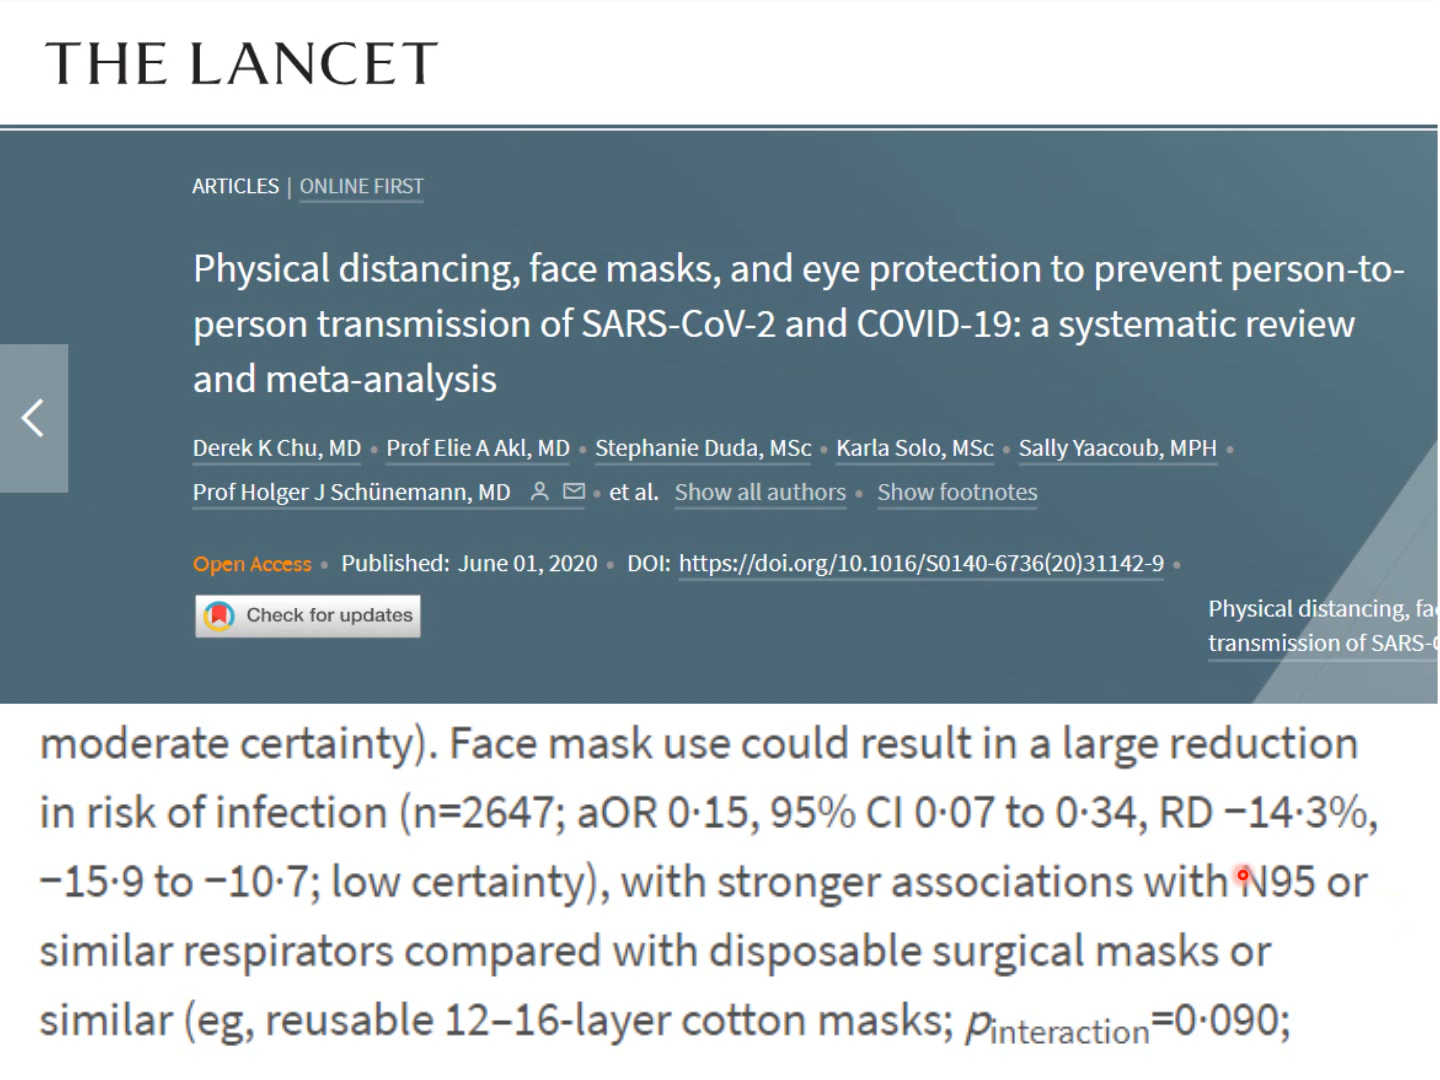 THE LANCET
ARTICLES | ONLINE FIRST
Physical distancing, face masks, and eye protection to prevent person-to-
person transmission of SARS-CoV-2 and COVID-19: a systematic review
and meta-analysis
Derek K Chu, MD • Prof Elie A Akl, MD • Stephanie Duda, MSc • Karla Solo, MSc • Sally Yaacoub, MPH •
Prof Holger J Schünemann, MD • et al. Show all authors • Show footnotes
Open Access • Published: June 01, 2020 • DOI: https://doi.org/10.1016/S0140-6736(20)31142-9 •
Check for updates
Physical distancing,
transmission of
moderate certainty). Face mask use could result in a large reduction
in risk of infection (n=2647; aOR 0·15, 95% CI 0·07 to 0·34, RD −14·3%,
−15·9 to −10·7; low certainty), with stronger associations with N95 or
similar respirators compared with disposable surgical masks or
similar (eg, reusable 12–16-layer cotton masks; pinteraction=0·090;